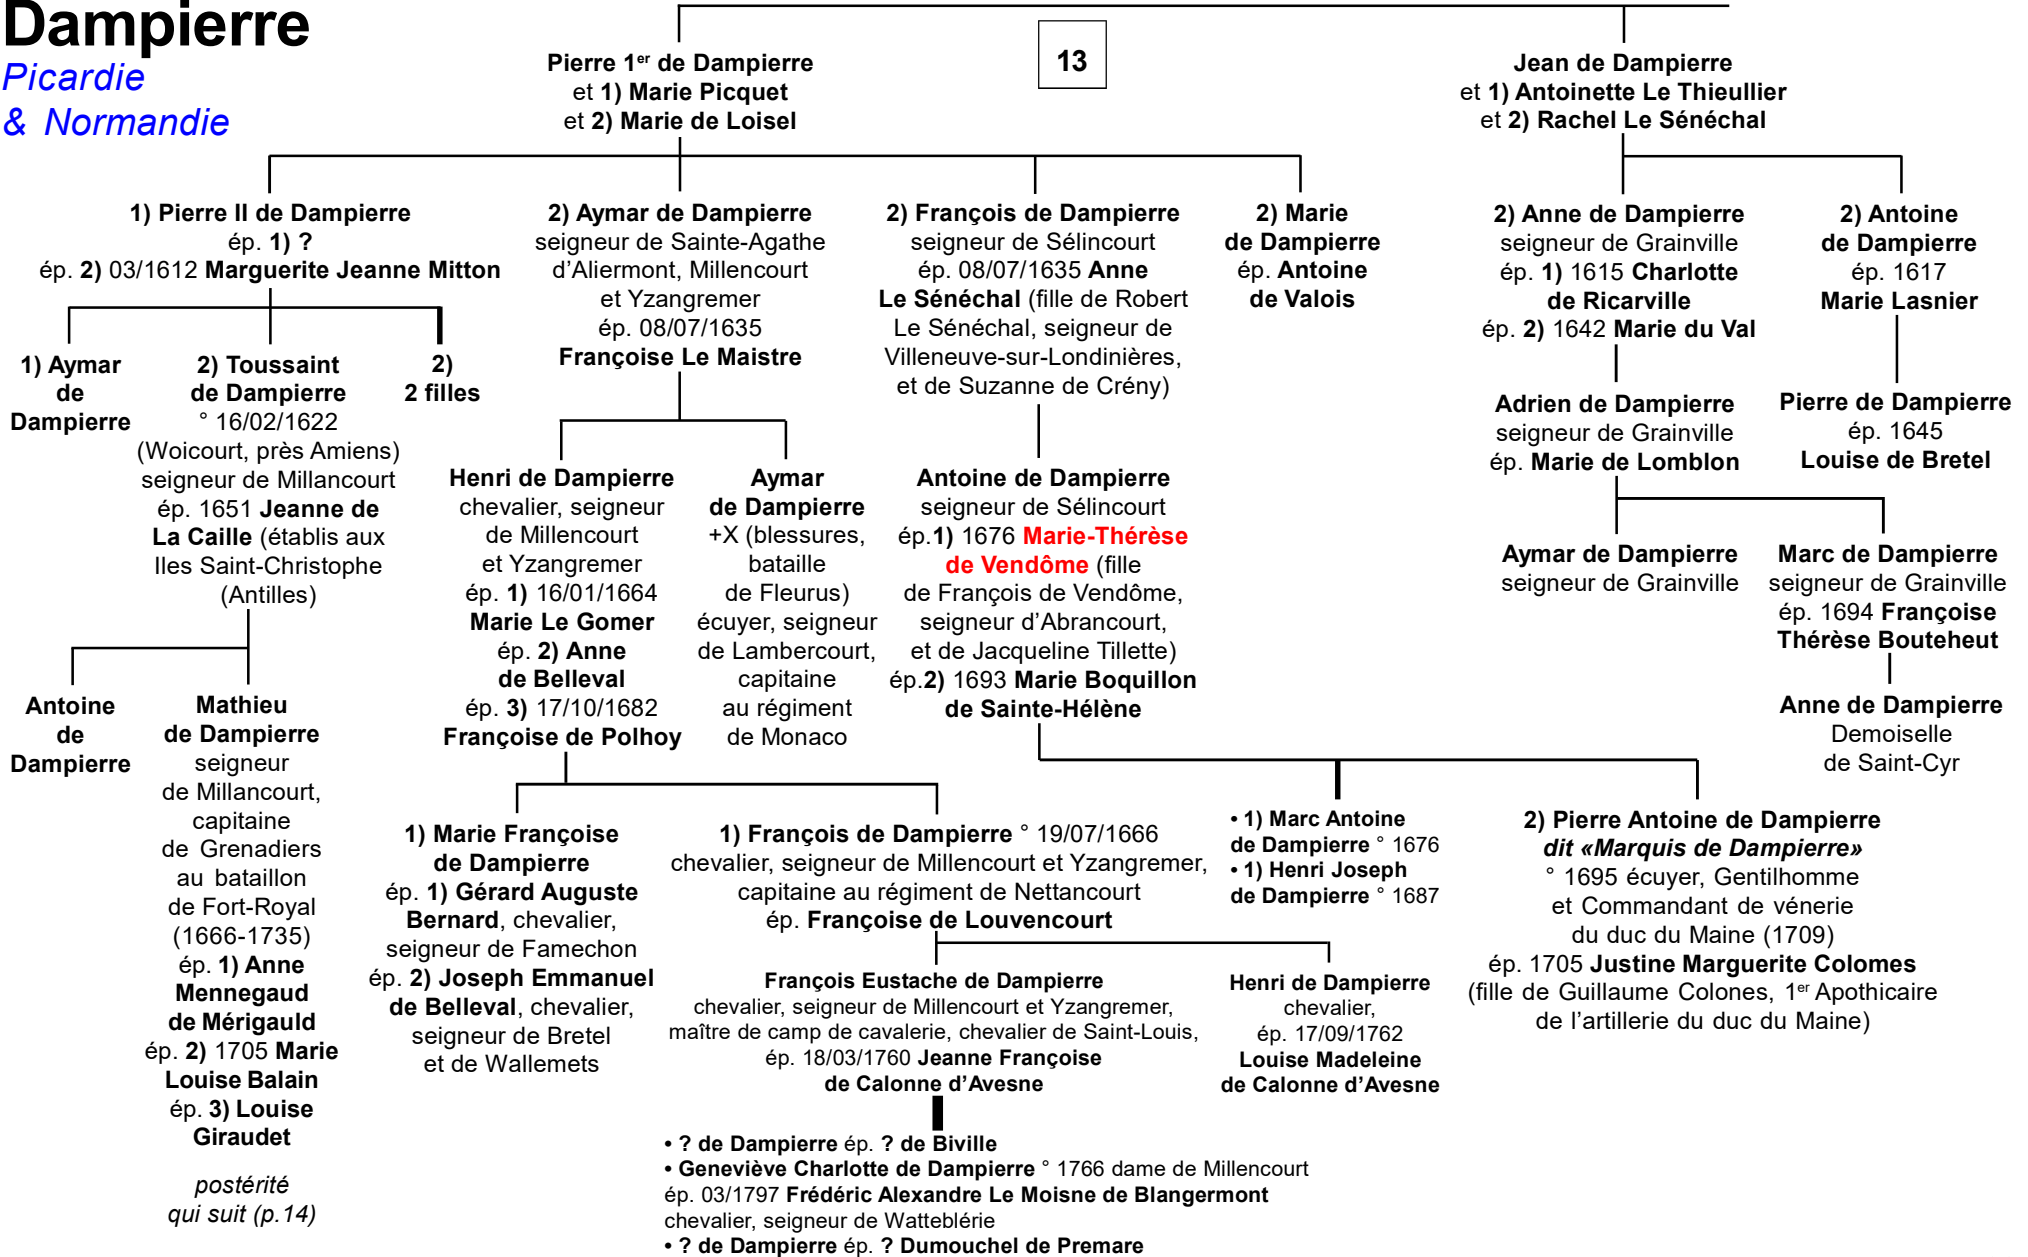 Dampierre
Picardie
& Normandie
13
Pierre 1er de Dampierre
et 1) Marie Picquet
et 2) Marie de Loisel
Jean de Dampierre
et 1) Antoinette Le Thieullier
et 2) Rachel Le Sénéchal
1) Pierre II de Dampierre
ép. 1) ?
ép. 2) 03/1612 Marguerite Jeanne Mitton
2) Aymar de Dampierre
seigneur de Sainte-Agathe
d’Aliermont, Millencourt
et Yzangremer
ép. 08/07/1635
Françoise Le Maistre
2) François de Dampierre
seigneur de Sélincourt
ép. 08/07/1635 Anne
Le Sénéchal (fille de Robert
Le Sénéchal, seigneur de
Villeneuve-sur-Londinières,
et de Suzanne de Crény)
2) Marie
de Dampierre
ép. Antoine
de Valois
2) Anne de Dampierre
seigneur de Grainville
ép. 1) 1615 Charlotte
de Ricarville
ép. 2) 1642 Marie du Val
2) Antoine
de Dampierre
ép. 1617
Marie Lasnier
1) Aymar
de
Dampierre
2) Toussaint
de Dampierre
° 16/02/1622
(Woicourt, près Amiens)
seigneur de Millancourt
ép. 1651 Jeanne de
La Caille (établis aux
Iles Saint-Christophe
(Antilles)
2)
2 filles
Henri de Dampierre
chevalier, seigneur
de Millencourt
et Yzangremer
ép. 1) 16/01/1664
Marie Le Gomer
ép. 2) Anne
de Belleval
ép. 3) 17/10/1682
Françoise de Polhoy
Aymar
de Dampierre
+X (blessures,
bataille
de Fleurus)
écuyer, seigneur
de Lambercourt,
capitaine
au régiment
de Monaco
Antoine de Dampierre
seigneur de Sélincourt
ép.1) 1676 Marie-Thérèse
de Vendôme (fille
de François de Vendôme,
seigneur d’Abrancourt,
et de Jacqueline Tillette)
ép.2) 1693 Marie Boquillon
de Sainte-Hélène
Adrien de Dampierre
seigneur de Grainville
ép. Marie de Lomblon
Pierre de Dampierre
ép. 1645
Louise de Bretel
Aymar de Dampierre
seigneur de Grainville
Marc de Dampierre
seigneur de Grainville
ép. 1694 Françoise
Thérèse Bouteheut
Anne de Dampierre
Demoiselle
de Saint-Cyr
Antoine
de
Dampierre
Mathieu
de Dampierre
seigneur
de Millancourt,
capitaine
de Grenadiers
au bataillon
de Fort-Royal
(1666-1735)
ép. 1) Anne
Mennegaud
de Mérigauld
ép. 2) 1705 Marie
Louise Balain
ép. 3) Louise
Giraudet
postérité
qui suit (p.14)
1) Marie Françoise
de Dampierre
ép. 1) Gérard Auguste
Bernard, chevalier,
seigneur de Famechon
ép. 2) Joseph Emmanuel
de Belleval, chevalier,
seigneur de Bretel
et de Wallemets
1) François de Dampierre ° 19/07/1666
chevalier, seigneur de Millencourt et Yzangremer,
capitaine au régiment de Nettancourt
ép. Françoise de Louvencourt
• 1) Marc Antoine
de Dampierre ° 1676
• 1) Henri Joseph
de Dampierre ° 1687
2) Pierre Antoine de Dampierre
dit «Marquis de Dampierre»
° 1695 écuyer, Gentilhomme
et Commandant de vénerie
du duc du Maine (1709)
ép. 1705 Justine Marguerite Colomes
(fille de Guillaume Colones, 1er Apothicaire
de l’artillerie du duc du Maine)
François Eustache de Dampierre
chevalier, seigneur de Millencourt et Yzangremer,
maître de camp de cavalerie, chevalier de Saint-Louis,
ép. 18/03/1760 Jeanne Françoise
de Calonne d’Avesne
Henri de Dampierre
chevalier,
ép. 17/09/1762
Louise Madeleine
de Calonne d’Avesne
• ? de Dampierre ép. ? de Biville
• Geneviève Charlotte de Dampierre ° 1766 dame de Millencourt
ép. 03/1797 Frédéric Alexandre Le Moisne de Blangermont
chevalier, seigneur de Watteblérie
• ? de Dampierre ép. ? Dumouchel de Premare